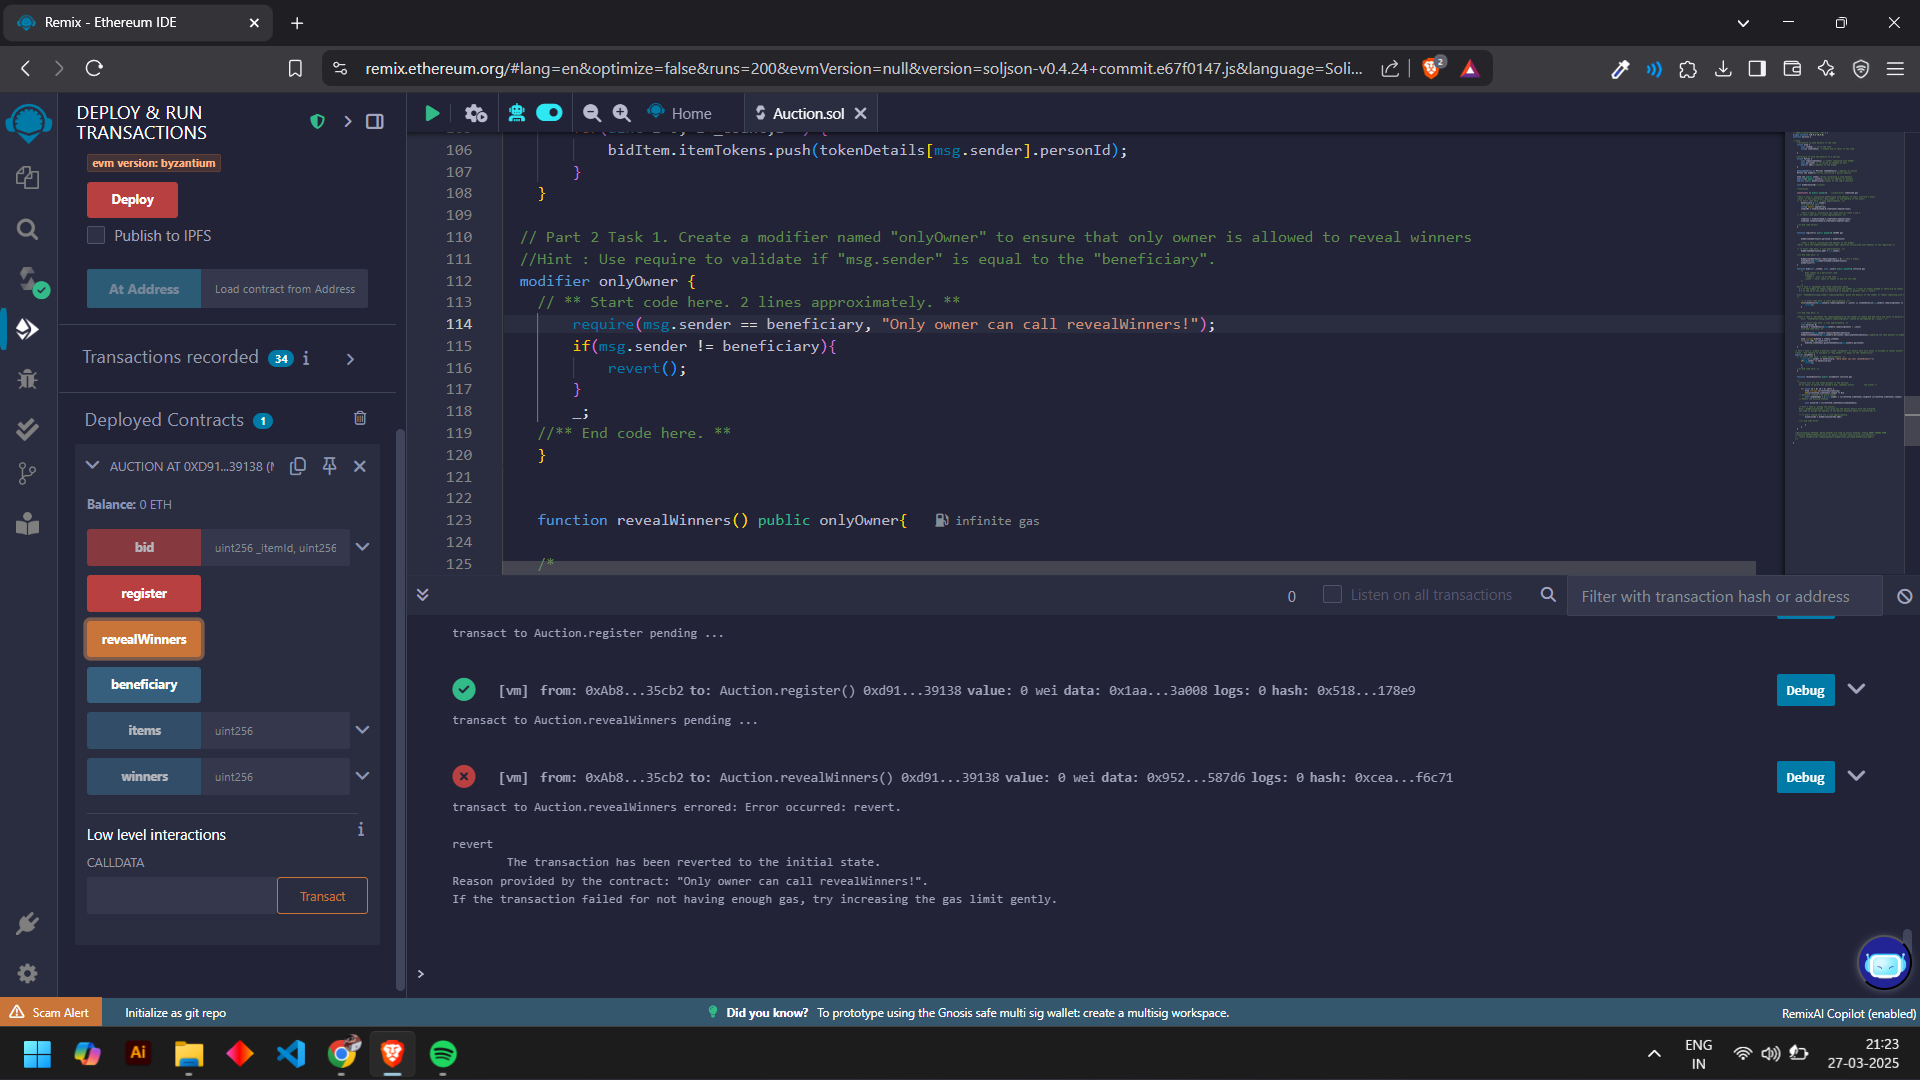 Remix - Ethereum IDE
remix.ethereum.org/#lang=en&optimize=false&runs=200&evmVersion=null&version=soljson-v0.4.24+commit.e67f0147.js&language=Soli...
2
DEPLOY & RUN
TRANSACTIONS
evm version: byzantium
Deploy
Publish to IPFS
At Address
Load contract from Address
Transactions recorded 34 i
Deployed Contracts 1
AUCTION AT 0XD91...39138 (M
Balance: 0 ETH
bid
uint256 _itemId, uint256
register
revealWinners
beneficiary
items
uint256
winners
uint256
Low level interactions
i
CALLDATA
Transact
Home
Auction.sol
106 bidItem.itemTokens.push(tokenDetails[msg.sender].personId);
107 }
108 }
109
110 // Part 2 Task 1. Create a modifier named "onlyOwner" to ensure that only owner is allowed to reveal winners
111 //Hint : Use require to validate if "msg.sender" is equal to the "beneficiary".
112 modifier onlyOwner {
113 // ** Start code here. 2 lines approximately. **
114 require(msg.sender == beneficiary, "Only owner can call revealWinners!");
115 if(msg.sender != beneficiary){
116 revert();
117 }
118 _;
119 //** End code here. **
120 }
121
122
123 function revealWinners() public onlyOwner{ infinite gas
124
125 /*
0
Listen on all transactions
Filter with transaction hash or address
transact to Auction.register pending ...
[vm] from: 0xAb8...35cb2 to: Auction.register() 0xd91...39138 value: 0 wei data: 0x1aa...3a008 logs: 0 hash: 0x518...178e9
Debug
transact to Auction.revealWinners pending ...
[vm] from: 0xAb8...35cb2 to: Auction.revealWinners() 0xd91...39138 value: 0 wei data: 0x952...587d6 logs: 0 hash: 0xcea...f6c71
Debug
transact to Auction.revealWinners errored: Error occurred: revert.
revert
The transaction has been reverted to the initial state.
Reason provided by the contract: "Only owner can call revealWinners!".
If the transaction failed for not having enough gas, try increasing the gas limit gently.
>
Scam Alert
Initialize as git repo
Did you know? To prototype using the Gnosis safe multi sig wallet: create a multisig workspace.
RemixAI Copilot (enabled)
Ai
ENG
IN
21:23
27-03-2025